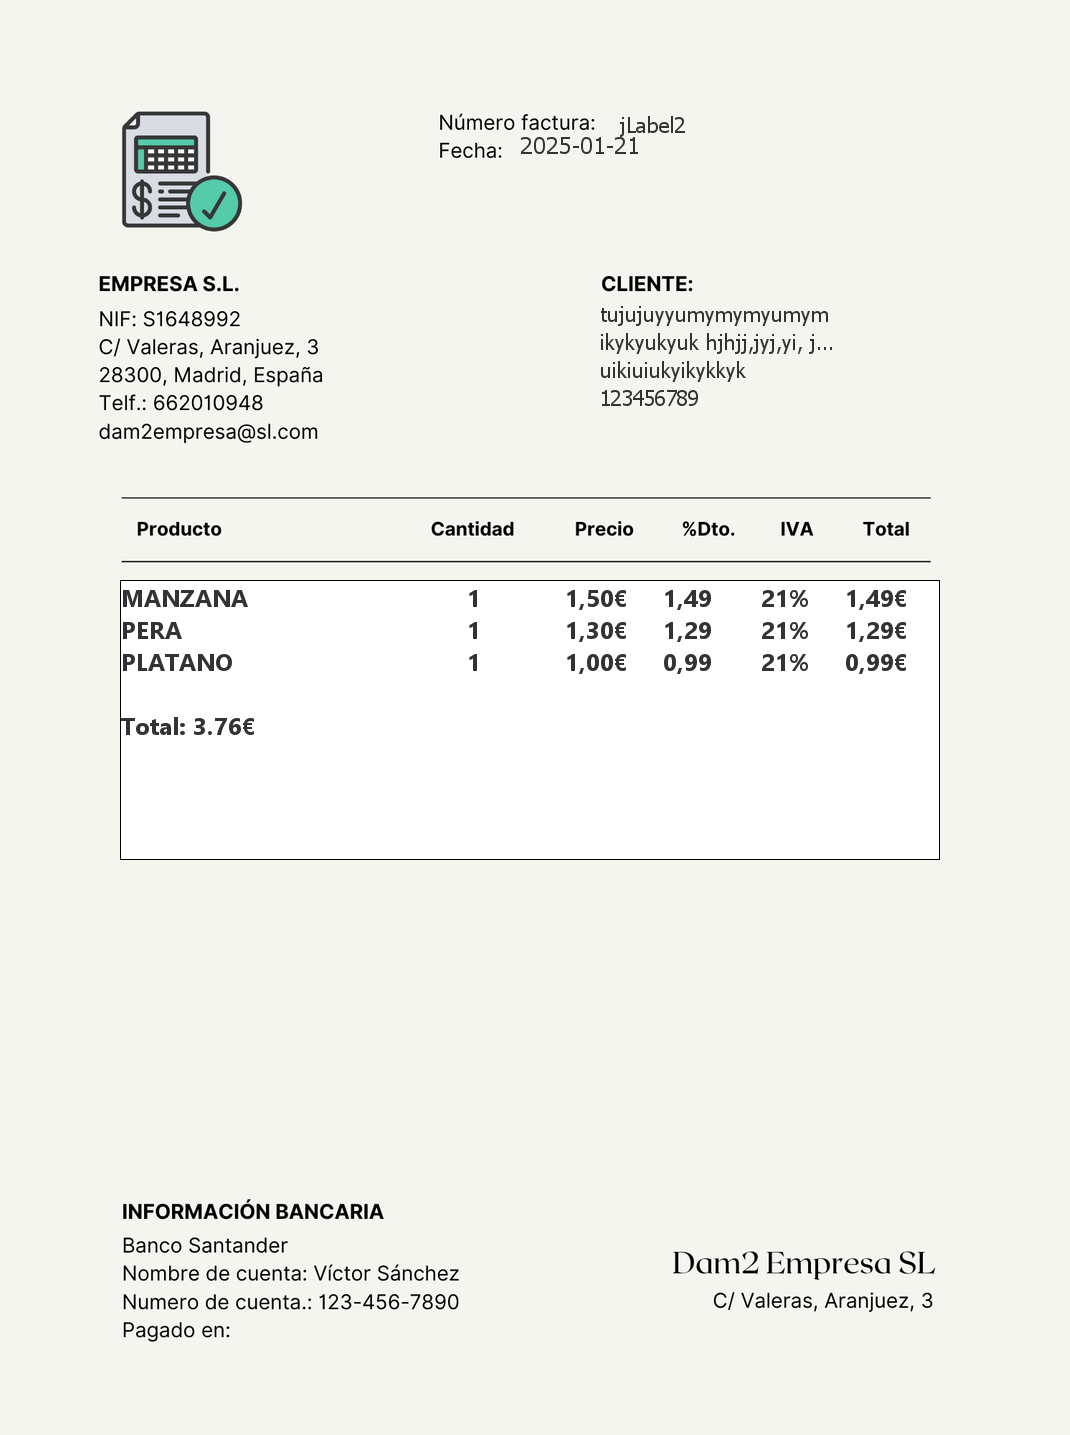 Número factura: jLabel2
Fecha: 2025-01-21
EMPRESA S.L.
NIF: S1648992
C/ Valeras, Aranjuez, 3
28300, Madrid, España
Telf.: 662010948
dam2empresa@sl.com
CLIENTE:
tujujuyyumymymyumym
ikykyukyuk hjhjj,jyj,yi, j...
uikiuiukyikykkyk
123456789
Producto Cantidad Precio %Dto. IVA Total
MANZANA 1 1,50€ 1,49 21% 1,49€
PERA 1 1,30€ 1,29 21% 1,29€
PLATANO 1 1,00€ 0,99 21% 0,99€
Total: 3.76€
INFORMACIÓN BANCARIA
Banco Santander
Nombre de cuenta: Víctor Sánchez
Numero de cuenta.: 123-456-7890
Pagado en:
Dam2 Empresa SL
C/ Valeras, Aranjuez, 3